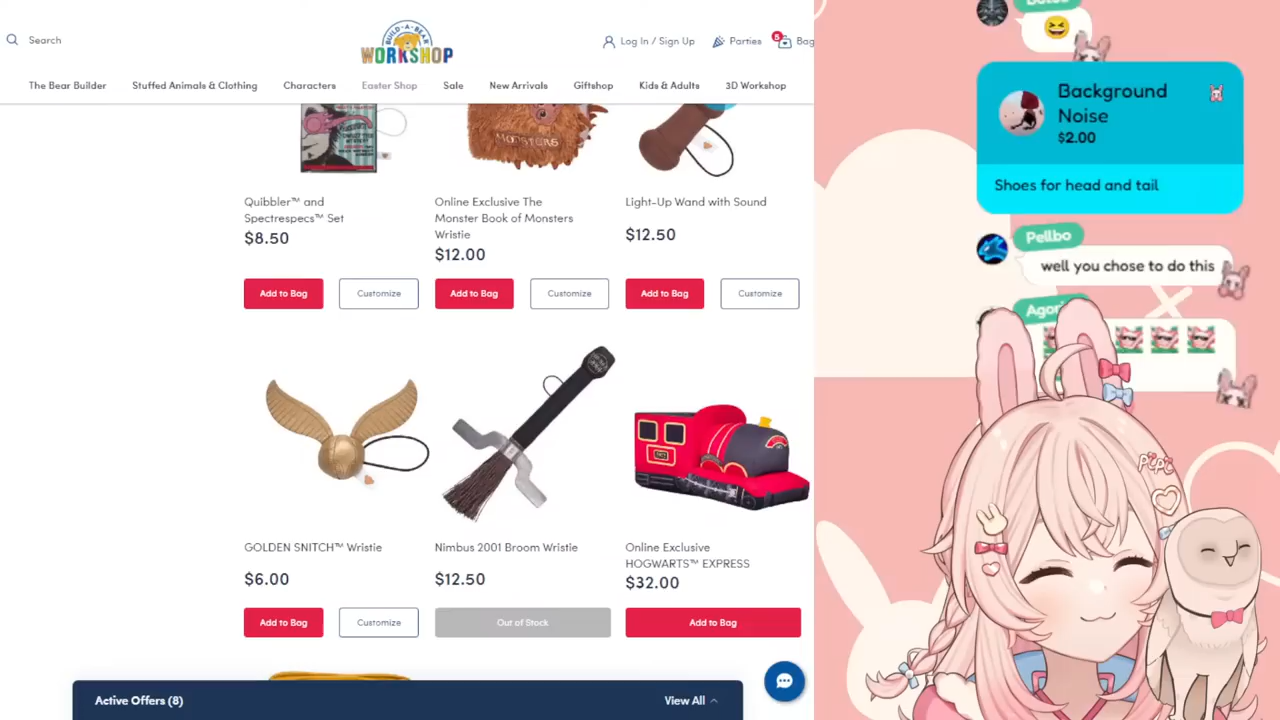 Search
BUILD-A-BEAR
WORKSHOP
Log In / Sign Up
Parties
5
Bag
The Bear Builder
Stuffed Animals & Clothing
Characters
Easter Shop
Sale
New Arrivals
Giftshop
Kids & Adults
3D Workshop
MONSTERS
Quibbler™ and
Spectrespecs™ Set
$8.50
Online Exclusive The
Monster Book of Monsters
Wristie
$12.00
Light-Up Wand with Sound
$12.50
Add to Bag
Customize
Add to Bag
Customize
Add to Bag
Customize
GOLDEN SNITCH™ Wristie
$6.00
Nimbus 2001 Broom Wristie
$12.50
Online Exclusive
HOGWARTS™ EXPRESS
$32.00
Add to Bag
Customize
Out of Stock
Add to Bag
Active Offers (8)
View All
Background
Noise
$2.00
Shoes for head and tail
Pellbo
well you chose to do this
PiPi